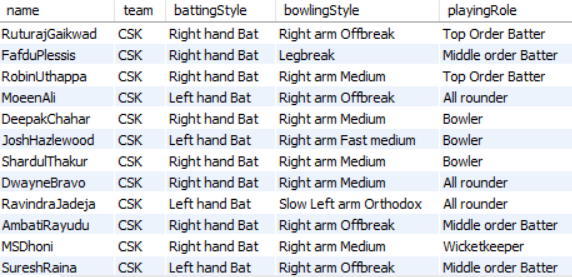 name team battingStyle bowlingStyle playingRole
RuturajGaikwad CSK Right hand Bat Right arm Offbreak Top Order Batter
FafduPlessis CSK Right hand Bat Legbreak Middle order Batter
RobinUthappa CSK Right hand Bat Right arm Medium Top Order Batter
MoeenAli CSK Left hand Bat Right arm Offbreak All rounder
DeepakChahar CSK Right hand Bat Right arm Medium Bowler
JoshHazlewood CSK Left hand Bat Right arm Fast medium Bowler
ShardulThakur CSK Right hand Bat Right arm Medium Bowler
DwayneBravo CSK Right hand Bat Right arm Medium All rounder
RavindraJadeja CSK Left hand Bat Slow Left arm Orthodox All rounder
AmbatiRayudu CSK Right hand Bat Right arm Offbreak Middle order Batter
MSDhoni CSK Right hand Bat Right arm Medium Wicketkeeper
SureshRaina CSK Left hand Bat Right arm Offbreak Middle order Batter